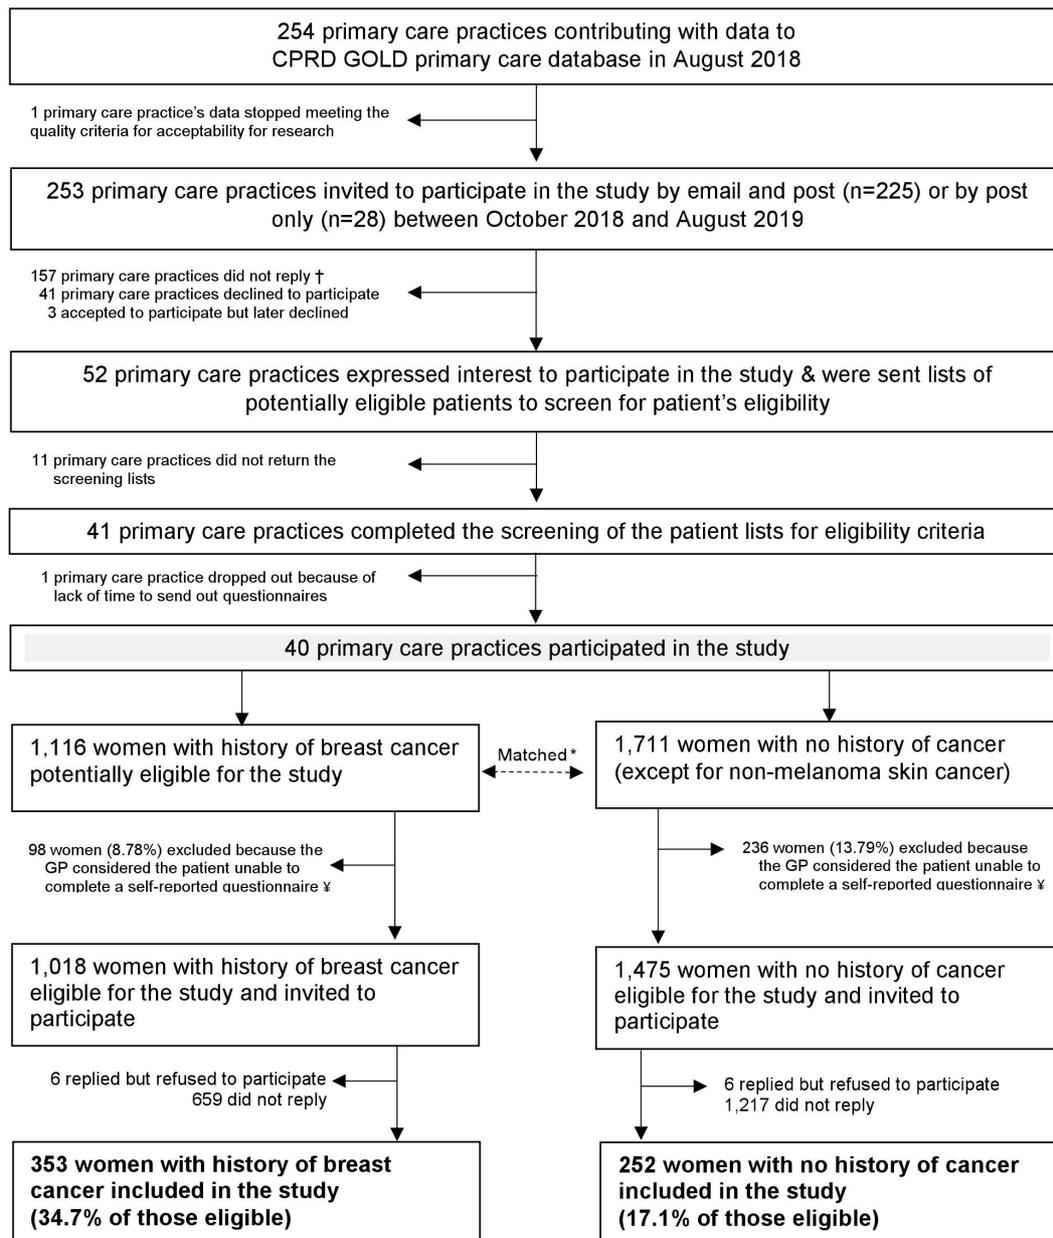 254 primary care practices contributing with data to
CPRD GOLD primary care database in August 2018
1 primary care practice's data stopped meeting the
quality criteria for acceptability for research
253 primary care practices invited to participate in the study by email and post (n=225) or by post
only (n=28) between October 2018 and August 2019
157 primary care practices did not reply †
41 primary care practices declined to participate
3 accepted to participate but later declined
52 primary care practices expressed interest to participate in the study & were sent lists of
potentially eligible patients to screen for patient's eligibility
11 primary care practices did not return the
screening lists
41 primary care practices completed the screening of the patient lists for eligibility criteria
1 primary care practice dropped out because of
lack of time to send out questionnaires
40 primary care practices participated in the study
1,116 women with history of breast cancer
potentially eligible for the study
Matched *
1,711 women with no history of cancer
(except for non-melanoma skin cancer)
98 women (8.78%) excluded because the
GP considered the patient unable to
complete a self-reported questionnaire ¥
236 women (13.79%) excluded because
the GP considered the patient unable to
complete a self-reported questionnaire ¥
1,018 women with history of breast cancer
eligible for the study and invited to
participate
1,475 women with no history of cancer
eligible for the study and invited to
participate
6 replied but refused to participate
659 did not reply
6 replied but refused to participate
1,217 did not reply
353 women with history of breast
cancer included in the study
(34.7% of those eligible)
252 women with no history of cancer
included in the study
(17.1% of those eligible)